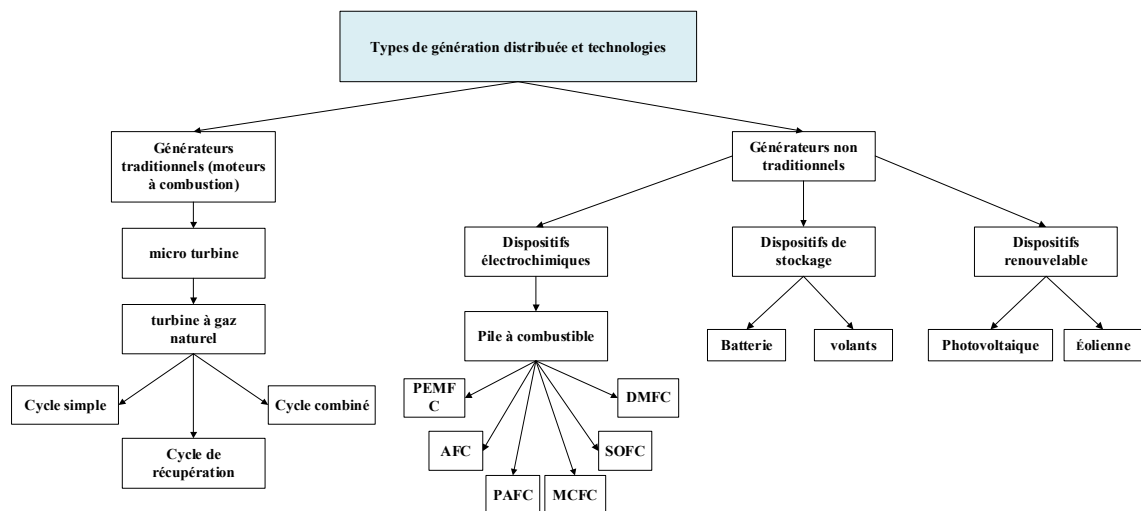 Types de génération distribuée et technologies
Générateurs
traditionnels (moteurs
à combustion)
Générateurs non
traditionnels
micro turbine
Dispositifs
électrochimiques
Dispositifs de
stockage
Dispositifs
renouvelable
turbine à gaz
naturel
Pile à combustible
Batterie
volants
Photovoltaique
Éolienne
Cycle simple
Cycle combiné
Cycle de
récupération
PEMF
C
DMFC
AFC
SOFC
PAFC
MCFC